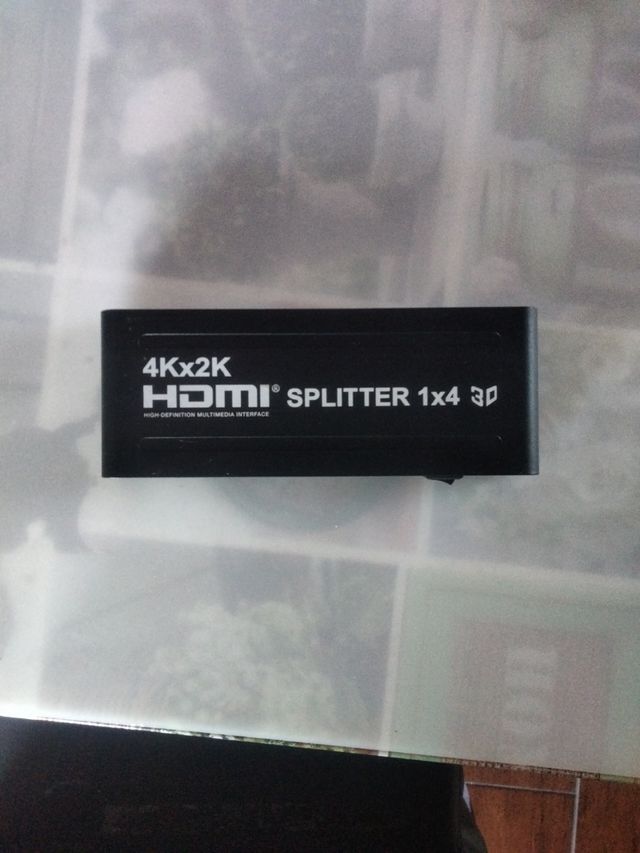 4Kx2K
HDMI® SPLITTER 1x4 3D
HIGH-DEFINITION MULTIMEDIA INTERFACE